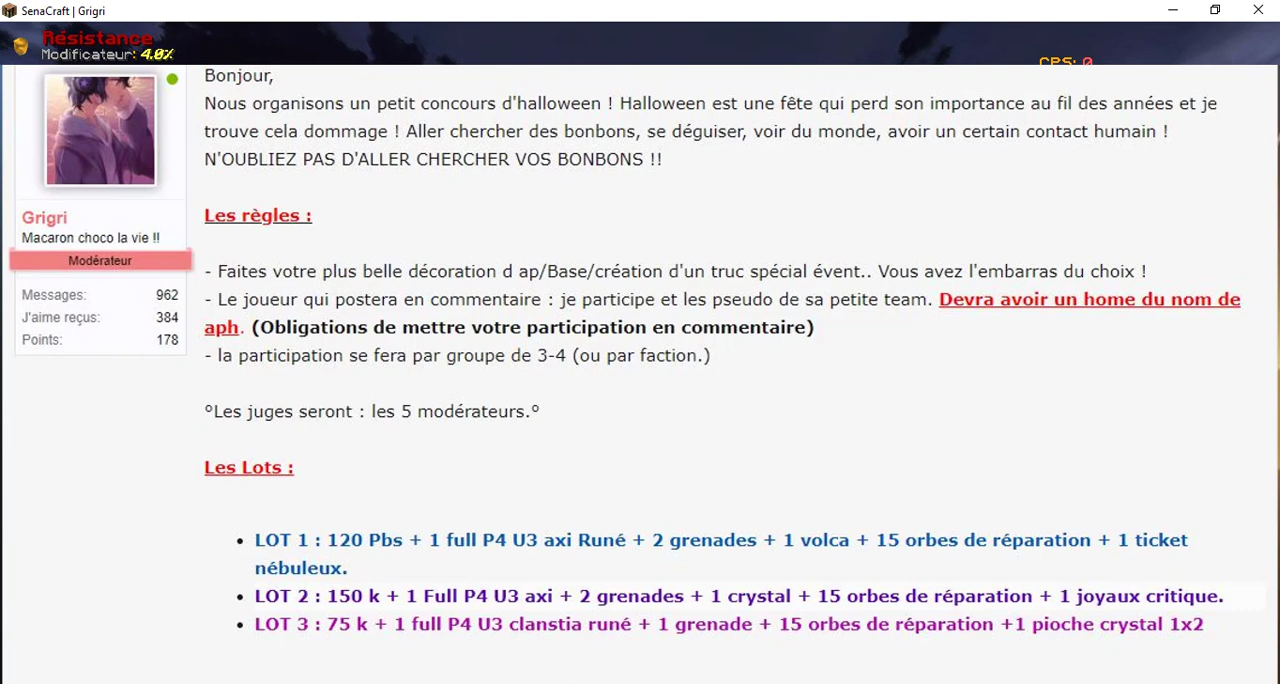 SenaCraft | Grigri
Résistance
Modificateur: 4.0%
CPS: 0
Bonjour,
Nous organisons un petit concours d'halloween ! Halloween est une fête qui perd son importance au fil des années et je
trouve cela dommage ! Aller chercher des bonbons, se déguiser, voir du monde, avoir un certain contact humain !
N'OUBLIEZ PAS D'ALLER CHERCHER VOS BONBONS !!
Grigri
Macaron choco la vie !!
Modérateur
Messages: 962
J'aime reçus: 384
Points: 178
Les règles :
- Faites votre plus belle décoration d ap/Base/création d'un truc spécial évent.. Vous avez l'embarras du choix !
- Le joueur qui postera en commentaire : je participe et les pseudo de sa petite team. Devra avoir un home du nom de
aph. (Obligations de mettre votre participation en commentaire)
- la participation se fera par groupe de 3-4 (ou par faction.)
°Les juges seront : les 5 modérateurs.°
Les Lots :
• LOT 1 : 120 Pbs + 1 full P4 U3 axi Runé + 2 grenades + 1 volca + 15 orbes de réparation + 1 ticket
nébuleux.
• LOT 2 : 150 k + 1 Full P4 U3 axi + 2 grenades + 1 crystal + 15 orbes de réparation + 1 joyaux critique.
• LOT 3 : 75 k + 1 full P4 U3 clanstia runé + 1 grenade + 15 orbes de réparation +1 pioche crystal 1x2